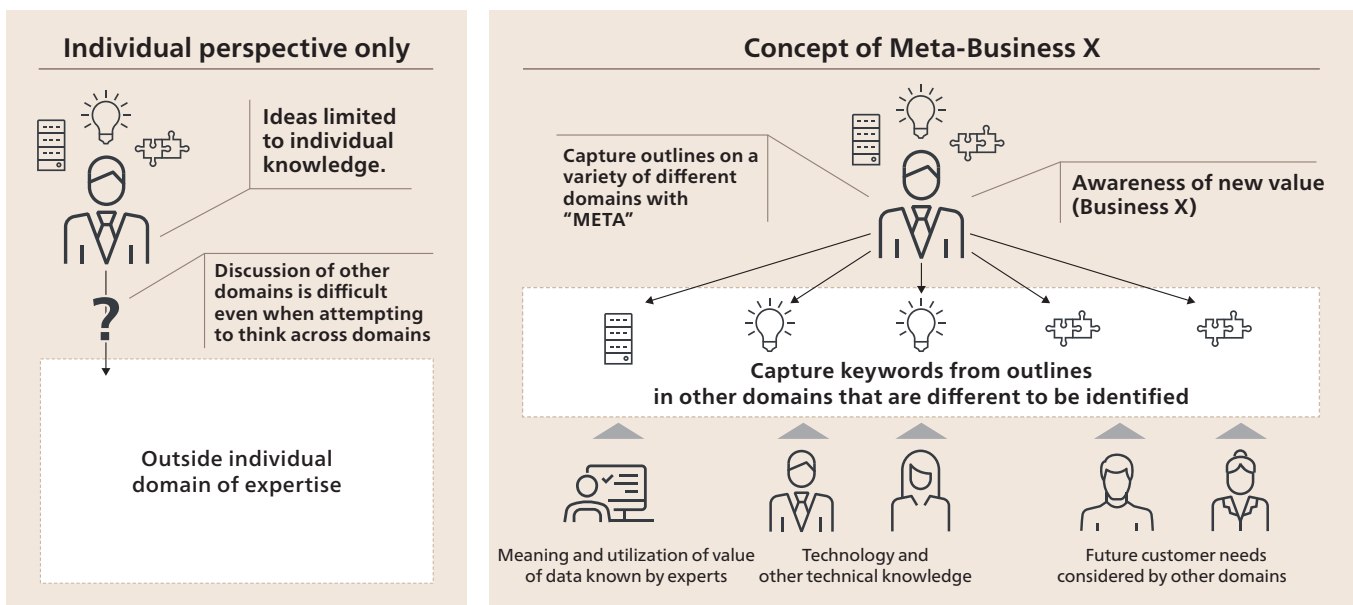 Individual perspective only
Ideas limited
to individual
knowledge.
?
Discussion of other
domains is difficult
even when attempting
to think across domains
Outside individual
domain of expertise
Concept of Meta-Business X
Capture outlines on a
variety of different
domains with
“META”
Awareness of new value
(Business X)
Capture keywords from outlines
in other domains that are different to be identified
Meaning and utilization of value
of data known by experts
Technology and
other technical knowledge
Future customer needs
considered by other domains